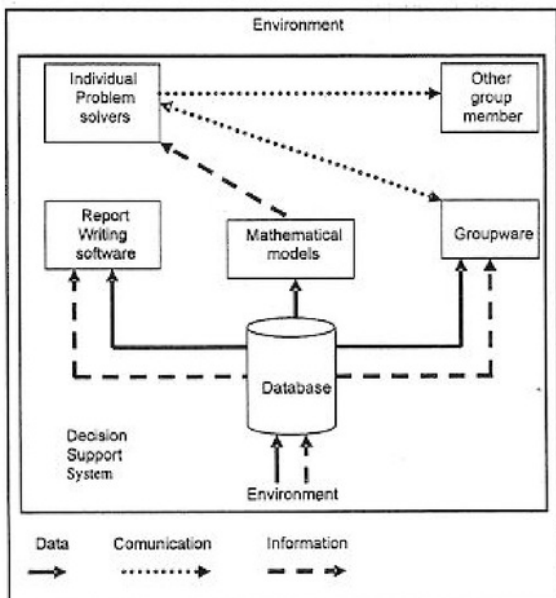 Environment
Individual
Problem
solvers
Other
group
member
Report
Writing
software
Mathematical
models
Groupware
Database
Decision
Support
System
Environment
Data
Comunication
Information